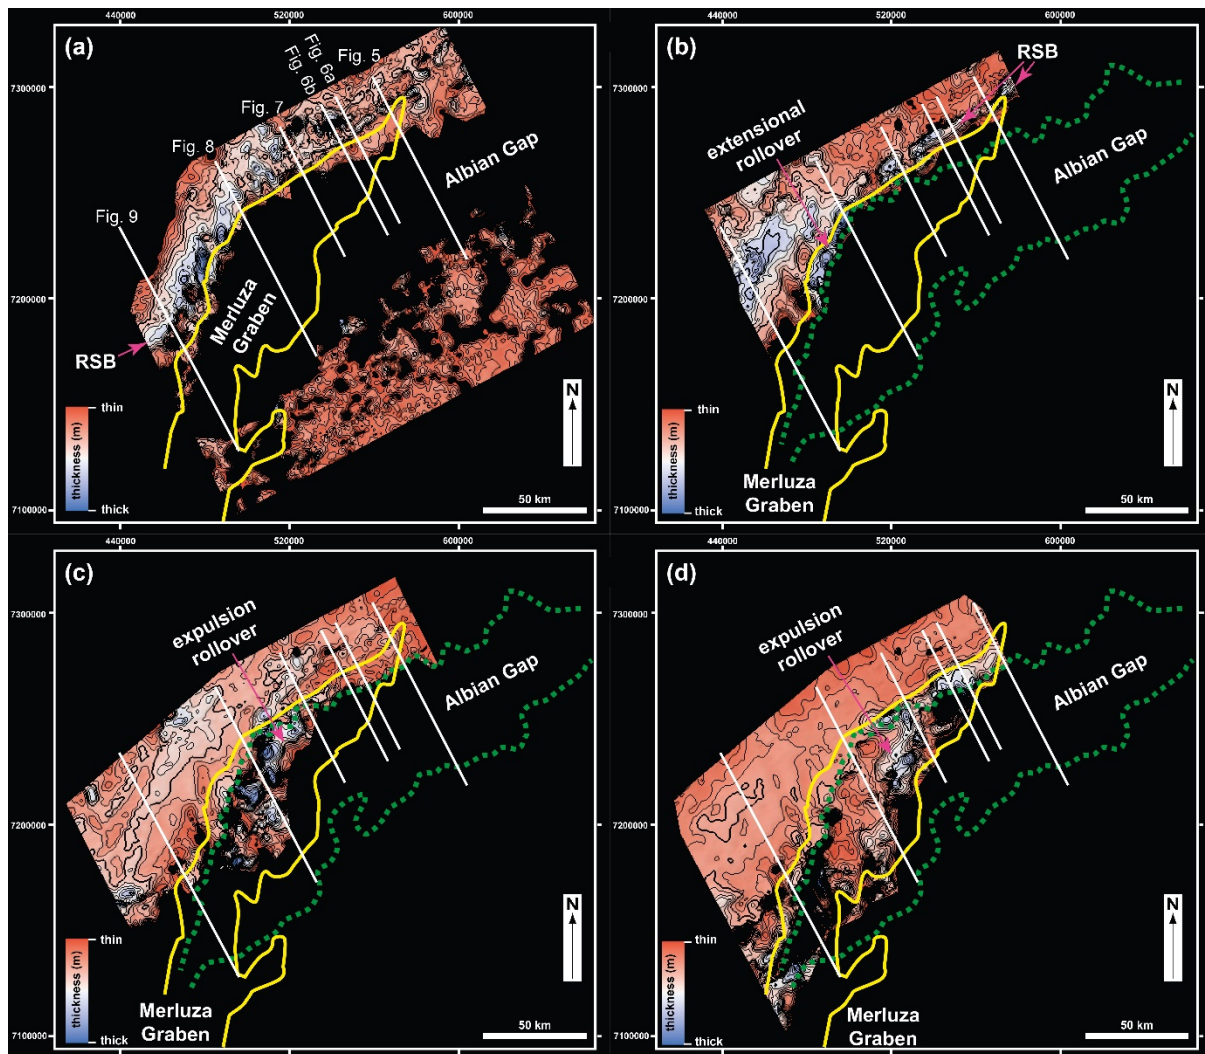 440000 520000 600000
(a)
Fig. 5
Fig. 6a
Fig. 6b
Fig. 7
Fig. 8
Fig. 9
7300000
7200000
7100000
Albian Gap
Merluza
Graben
RSB
thin
thickness (m)
thick
N
50 km
440000 520000 600000
(b)
RSB
extensional
rollover
Albian Gap
7300000
7200000
7100000
Merluza
Graben
thin
thickness (m)
thick
N
50 km
440000 520000 600000
(c)
expulsion
rollover
Albian Gap
7300000
7200000
7100000
Merluza
Graben
thin
thickness (m)
thick
N
50 km
440000 520000 600000
(d)
expulsion
rollover
Albian Gap
7300000
7200000
7100000
Merluza
Graben
thin
thickness (m)
thick
N
50 km